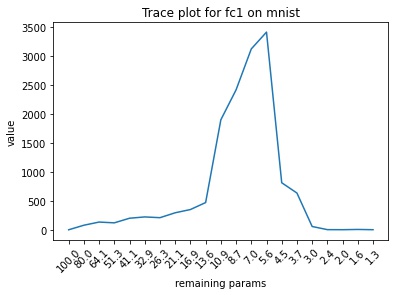 Trace plot for fc1 on mnist
3500
3000
2500
2000
1500
1000
500
0
value
100.0 80.0 64.1 51.3 41.1 32.9 26.3 21.1 16.9 13.6 10.9 8.7 7.0 5.6 4.5 3.7 3.0 2.4 2.0 1.6 1.3
remaining params